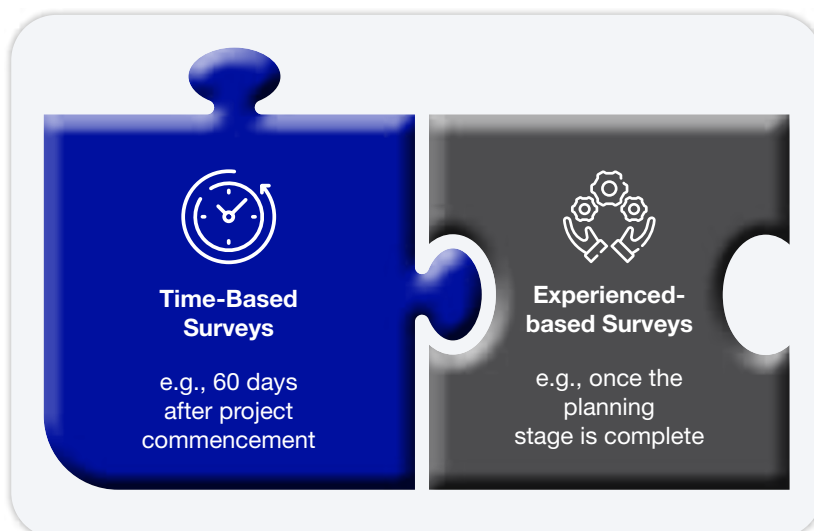 Time-Based
Surveys
e.g., 60 days
after project
commencement
Experienced-
based Surveys
e.g., once the
planning
stage is complete